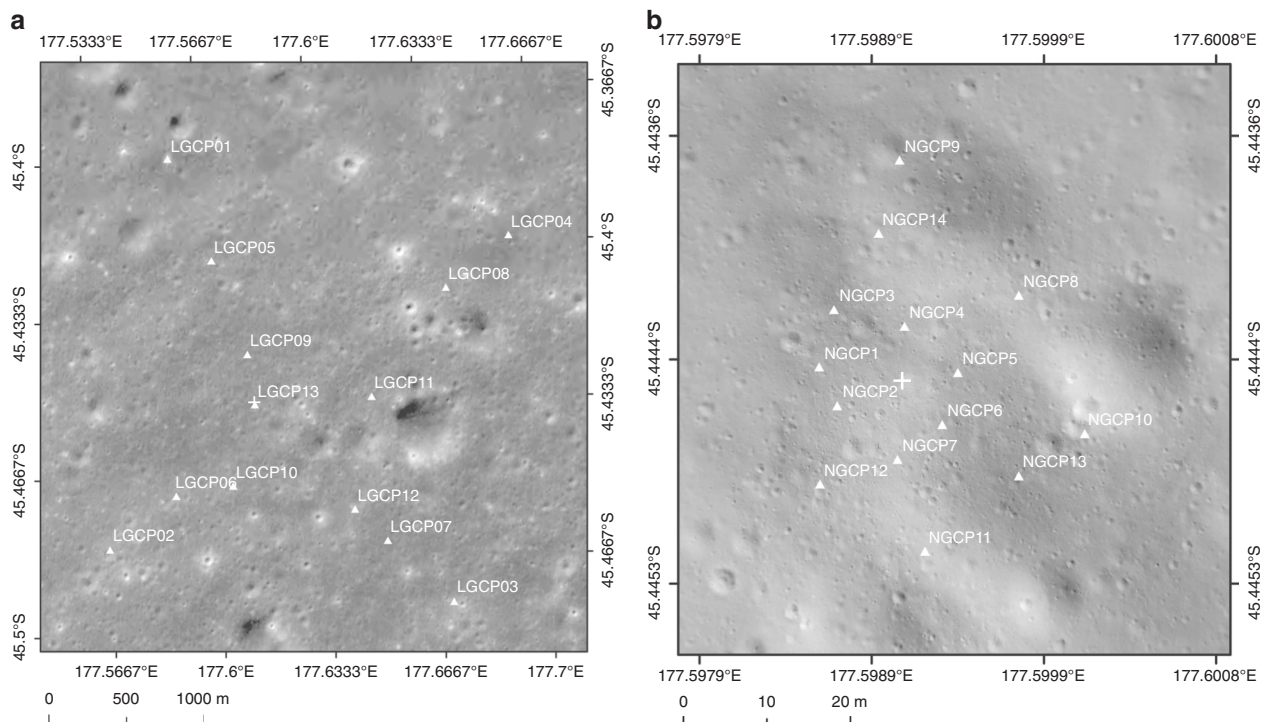 a
177.5333°E 177.5667°E 177.6°E 177.6333°E 177.6667°E
45.3667°S
45.4°S
45.4°S
45.4333°S
45.4333°S
45.4667°S
45.4667°S
45.5°S
LGCP01
LGCP04
LGCP05
LGCP08
LGCP09
LGCP11
LGCP13
LGCP10
LGCP06
LGCP12
LGCP07
LGCP02
LGCP03
177.5667°E 177.6°E 177.6333°E 177.6667°E 177.7°E
0 500 1000 m
b
177.5979°E 177.5989°E 177.5999°E 177.6008°E
45.4436°S
45.4436°S
45.4444°S
45.4444°S
45.4453°S
45.4453°S
NGCP9
NGCP14
NGCP8
NGCP3
NGCP4
NGCP1
NGCP5
NGCP2
NGCP6
NGCP10
NGCP7
NGCP13
NGCP12
NGCP11
177.5979°E 177.5989°E 177.5999°E 177.6008°E
0 10 20 m